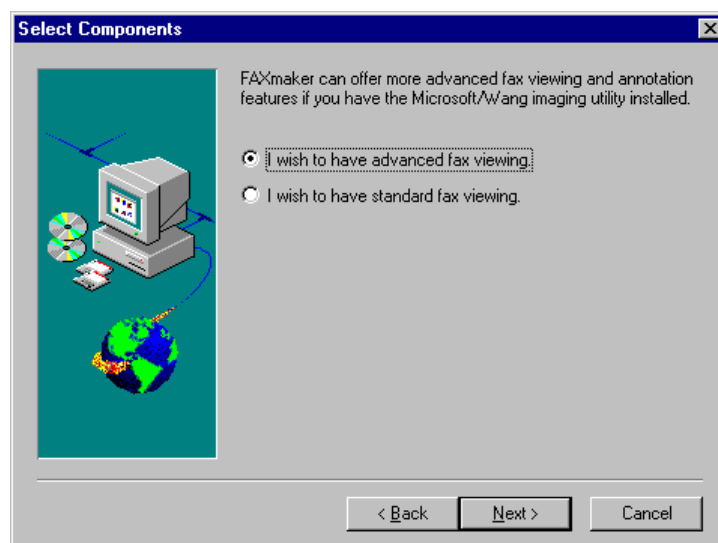 Select Components
FAXmaker can offer more advanced fax viewing and annotation
features if you have the Microsoft/Wang imaging utility installed.
I wish to have advanced fax viewing.
I wish to have standard fax viewing.
< Back Next > Cancel